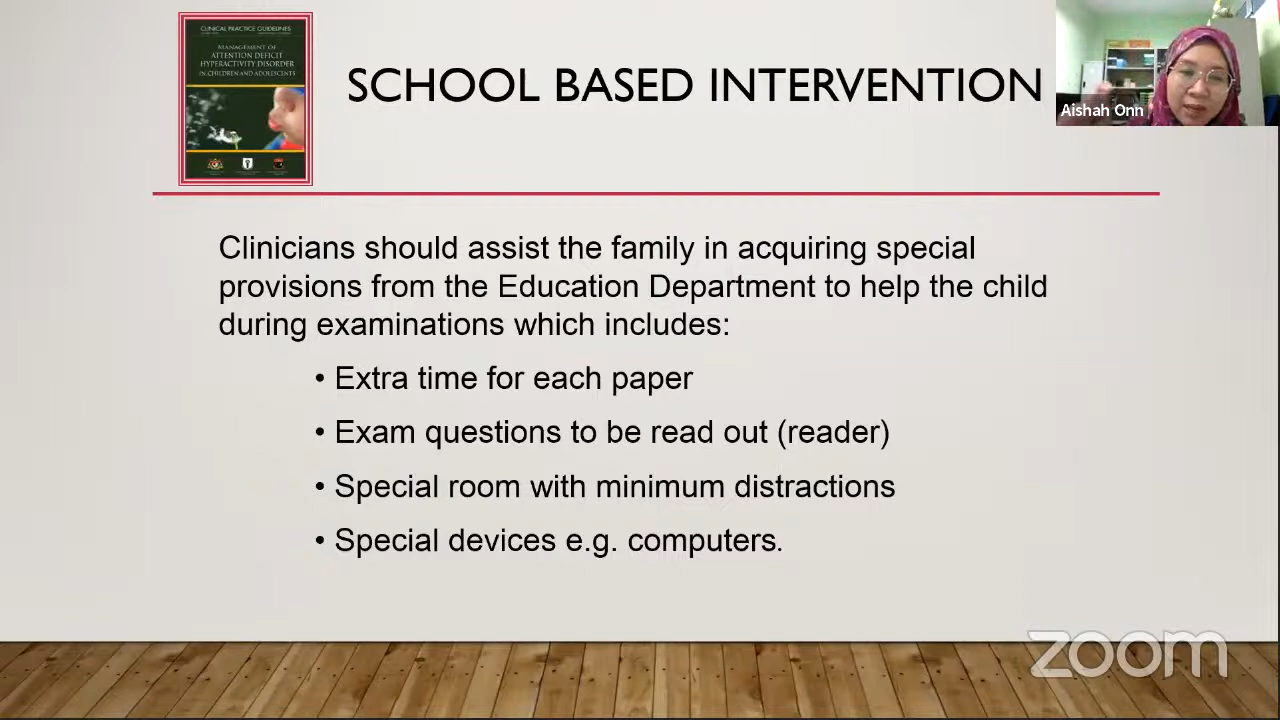 CLINICAL PRACTICE GUIDELINES
MANAGEMENT OF
ATTENTION DEFICIT
HYPERACTIVITY DISORDER
IN CHILDREN AND ADOLESCENTS
SCHOOL BASED INTERVENTION
Aishah Onn
Clinicians should assist the family in acquiring special
provisions from the Education Department to help the child
during examinations which includes:
• Extra time for each paper
• Exam questions to be read out (reader)
• Special room with minimum distractions
• Special devices e.g. computers.
zoom